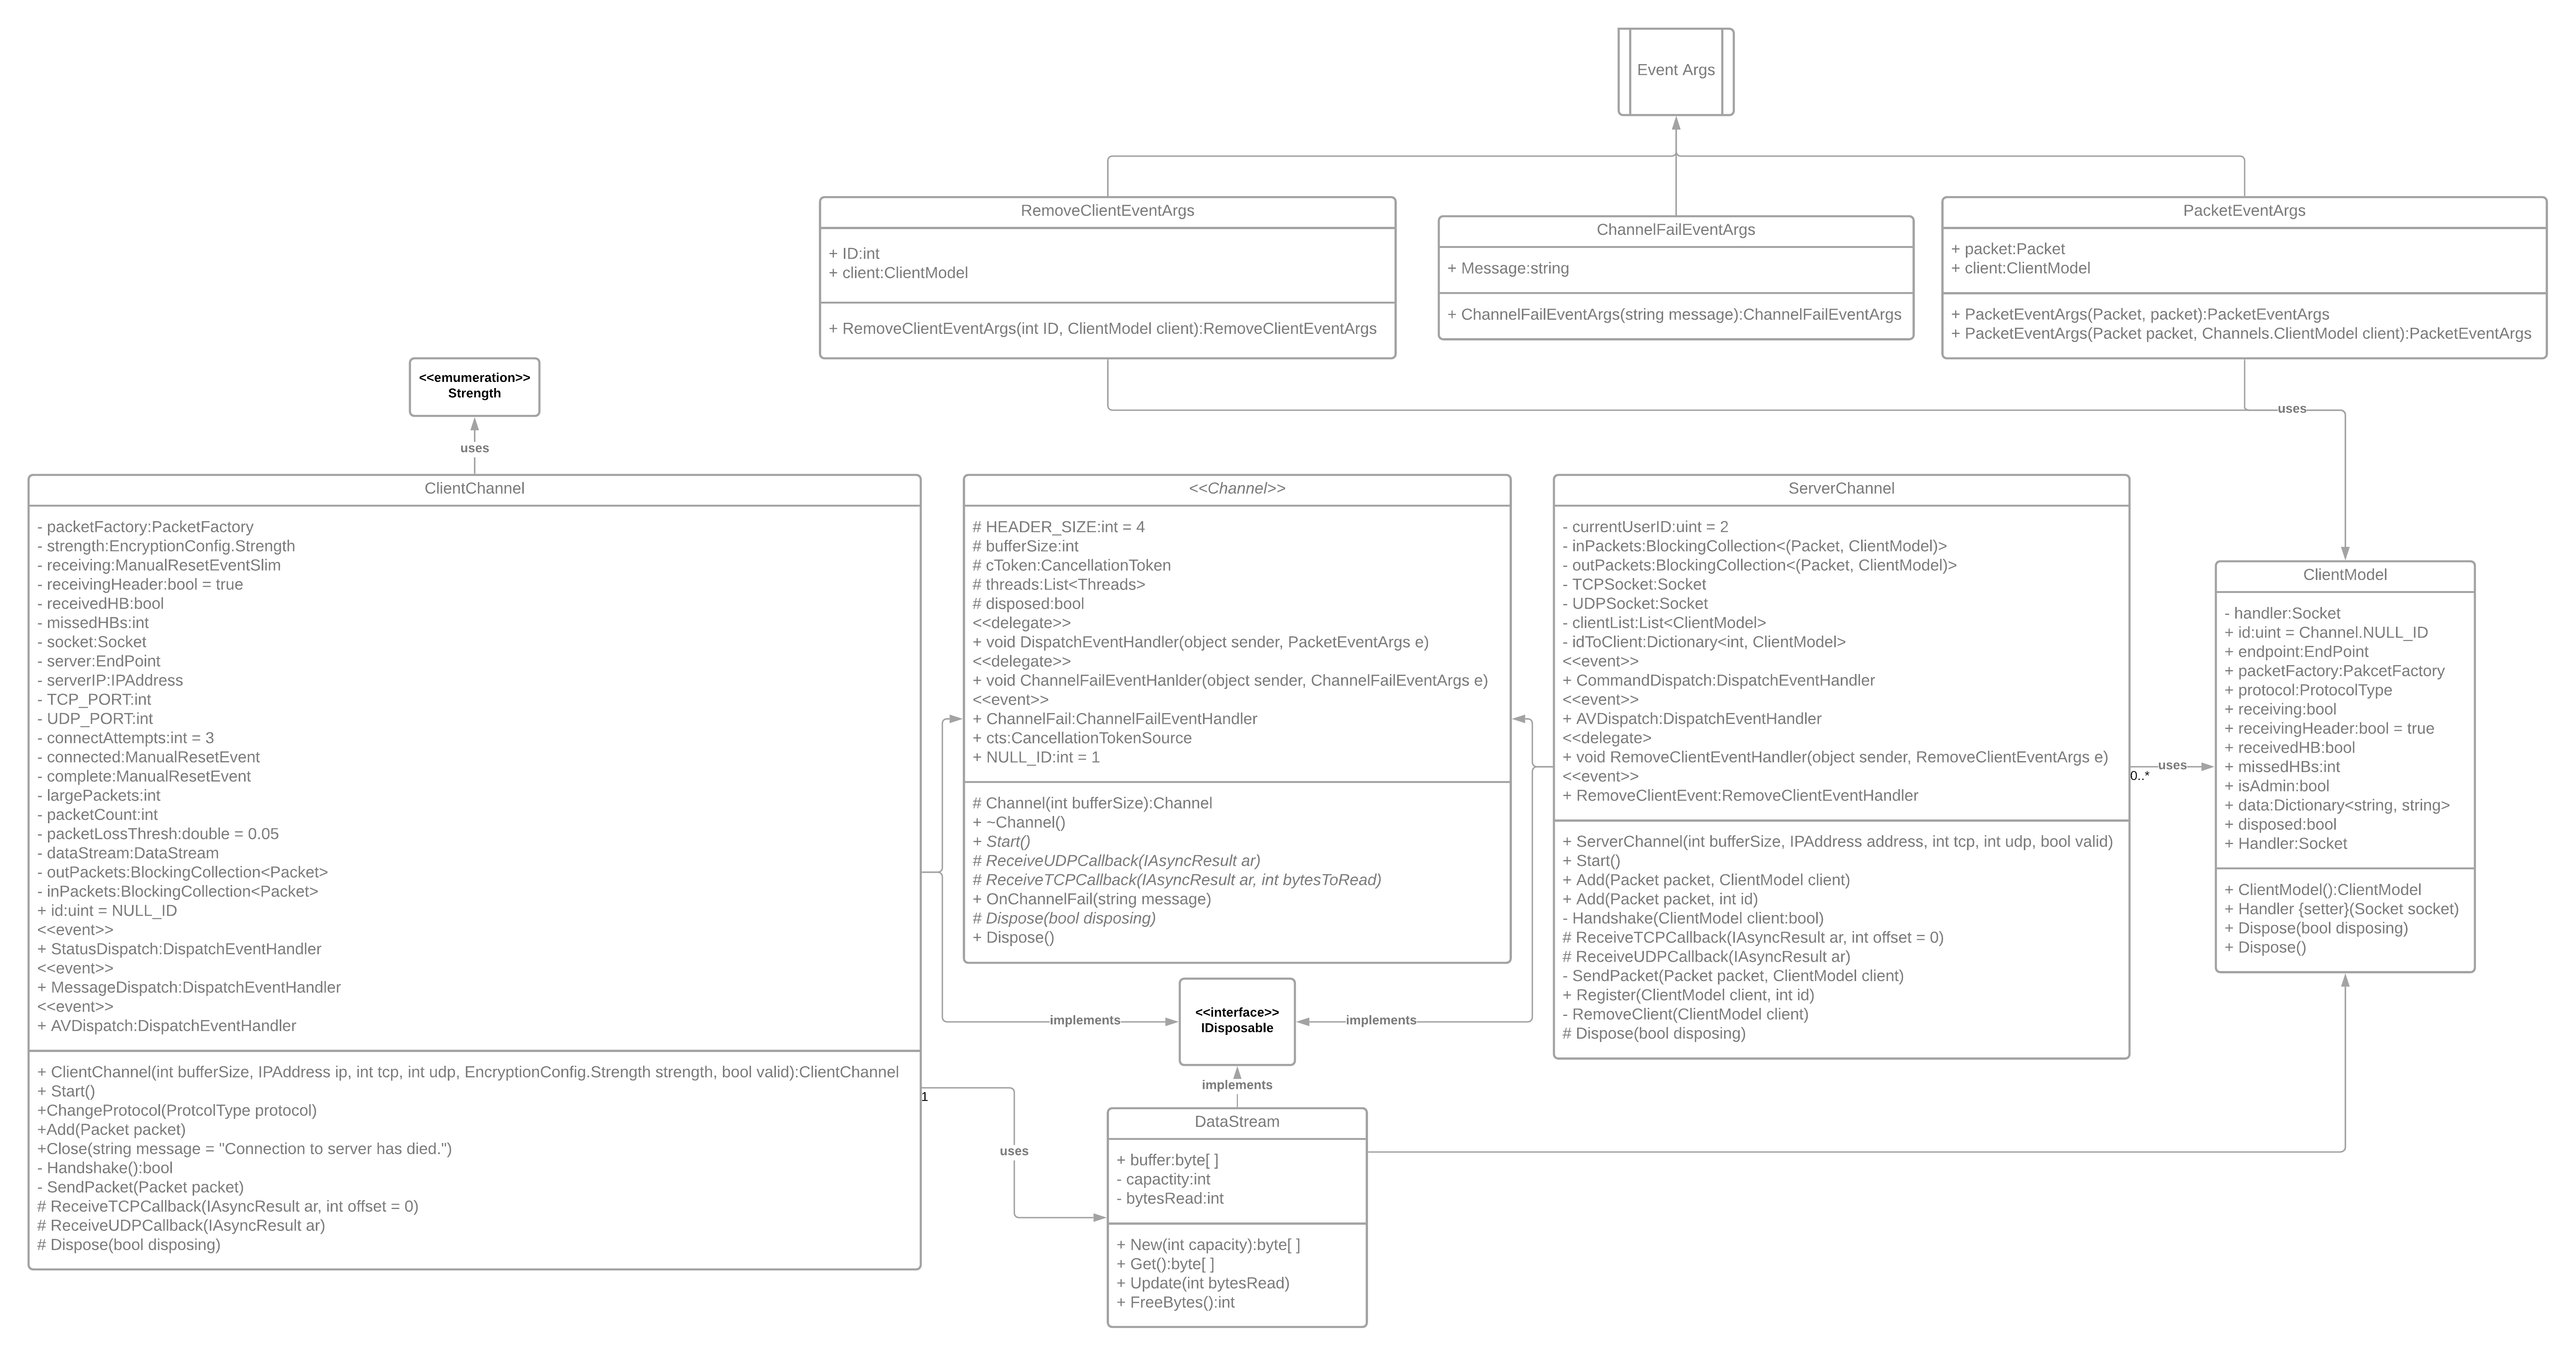 Event Args
RemoveClientEventArgs
+ ID:int
+ client:ClientModel
+ RemoveClientEventArgs(int ID, ClientModel client):RemoveClientEventArgs
ChannelFailEventArgs
+ Message:string
+ ChannelFailEventArgs(string message):ChannelFailEventArgs
PacketEventArgs
+ packet:Packet
+ client:ClientModel
+ PacketEventArgs(Packet, packet):PacketEventArgs
+ PacketEventArgs(Packet packet, Channels.ClientModel client):PacketEventArgs
uses
<<emumeration>>
Strength
uses
ClientChannel
- packetFactory:PacketFactory
- strength:EncryptionConfig.Strength
- receiving:ManualResetEventSlim
- receivingHeader:bool = true
- receivedHB:bool
- missedHBs:int
- socket:Socket
- server:EndPoint
- serverIP:IPAddress
- TCP_PORT:int
- UDP_PORT:int
- connectAttempts:int = 3
- connected:ManualResetEvent
- complete:ManualResetEvent
- largePackets:int
- packetCount:int
- packetLossThresh:double = 0.05
- dataStream:DataStream
- outPackets:BlockingCollection<Packet>
- inPackets:BlockingCollection<Packet>
+ id:uint = NULL_ID
<<event>>
+ StatusDispatch:DispatchEventHandler
<<event>>
+ MessageDispatch:DispatchEventHandler
<<event>>
+ AVDispatch:DispatchEventHandler
+ ClientChannel(int bufferSize, IPAddress ip, int tcp, int udp, EncryptionConfig.Strength strength, bool valid):ClientChannel
+ Start()
+ChangeProtocol(ProtcolType protocol)
+Add(Packet packet)
+Close(string message = "Connection to server has died.")
- Handshake():bool
- SendPacket(Packet packet)
# ReceiveTCPCallback(IAsyncResult ar, int offset = 0)
# ReceiveUDPCallback(IAsyncResult ar)
# Dispose(bool disposing)
1
uses
<<Channel>>
# HEADER_SIZE:int = 4
# bufferSize:int
# cToken:CancellationToken
# threads:List<Threads>
# disposed:bool
<<delegate>>
+ void DispatchEventHandler(object sender, PacketEventArgs e)
<<delegate>>
+ void ChannelFailEventHanlder(object sender, ChannelFailEventArgs e)
<<event>>
+ ChannelFail:ChannelFailEventHandler
+ cts:CancellationTokenSource
+ NULL_ID:int = 1
# Channel(int bufferSize):Channel
+ ~Channel()
+ Start()
# ReceiveUDPCallback(IAsyncResult ar)
# ReceiveTCPCallback(IAsyncResult ar, int bytesToRead)
+ OnChannelFail(string message)
# Dispose(bool disposing)
+ Dispose()
implements
<<interface>>
IDisposable
implements
implements
DataStream
+ buffer:byte[ ]
- capactity:int
- bytesRead:int
+ New(int capacity):byte[ ]
+ Get():byte[ ]
+ Update(int bytesRead)
+ FreeBytes():int
ServerChannel
- currentUserID:uint = 2
- inPackets:BlockingCollection<(Packet, ClientModel)>
- outPackets:BlockingCollection<(Packet, ClientModel)>
- TCPSocket:Socket
- UDPSocket:Socket
- clientList:List<ClientModel>
- idToClient:Dictionary<int, ClientModel>
<<event>>
+ CommandDispatch:DispatchEventHandler
<<event>>
+ AVDispatch:DispatchEventHandler
<<delegate>
+ void RemoveClientEventHandler(object sender, RemoveClientEventArgs e)
<<event>>
+ RemoveClientEvent:RemoveClientEventHandler
+ ServerChannel(int bufferSize, IPAddress address, int tcp, int udp, bool valid)
+ Start()
+ Add(Packet packet, ClientModel client)
+ Add(Packet packet, int id)
- Handshake(ClientModel client:bool)
# ReceiveTCPCallback(IAsyncResult ar, int offset = 0)
# ReceiveUDPCallback(IAsyncResult ar)
- SendPacket(Packet packet, ClientModel client)
+ Register(ClientModel client, int id)
- RemoveClient(ClientModel client)
# Dispose(bool disposing)
uses
0..*
ClientModel
- handler:Socket
+ id:uint = Channel.NULL_ID
+ endpoint:EndPoint
+ packetFactory:PakcetFactory
+ protocol:ProtocolType
+ receiving:bool
+ receivingHeader:bool = true
+ receivedHB:bool
+ missedHBs:int
+ isAdmin:bool
+ data:Dictionary<string, string>
+ disposed:bool
+ Handler:Socket
+ ClientModel():ClientModel
+ Handler {setter}(Socket socket)
+ Dispose(bool disposing)
+ Dispose()